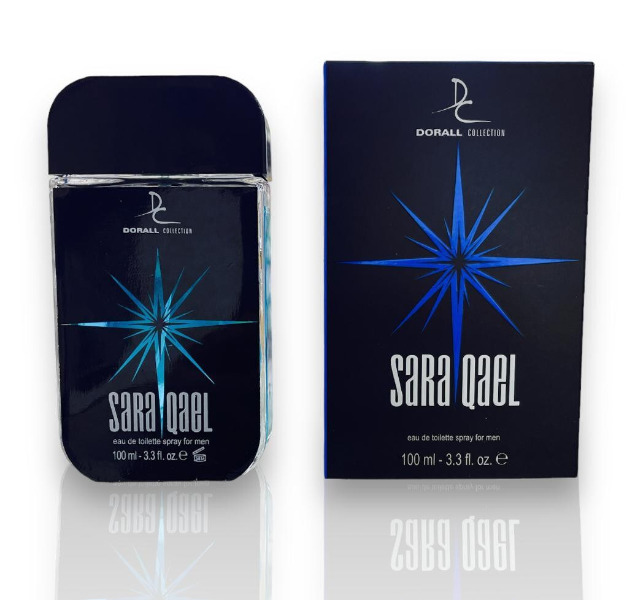 DC
DORALL COLLECTION
SARA QAEL
eau de toilette spray for men
100 ml - 3.3 fl. oz. ℮
DC
DORALL COLLECTION
SARA QAEL
eau de toilette spray for men
100 ml - 3.3 fl. oz. ℮